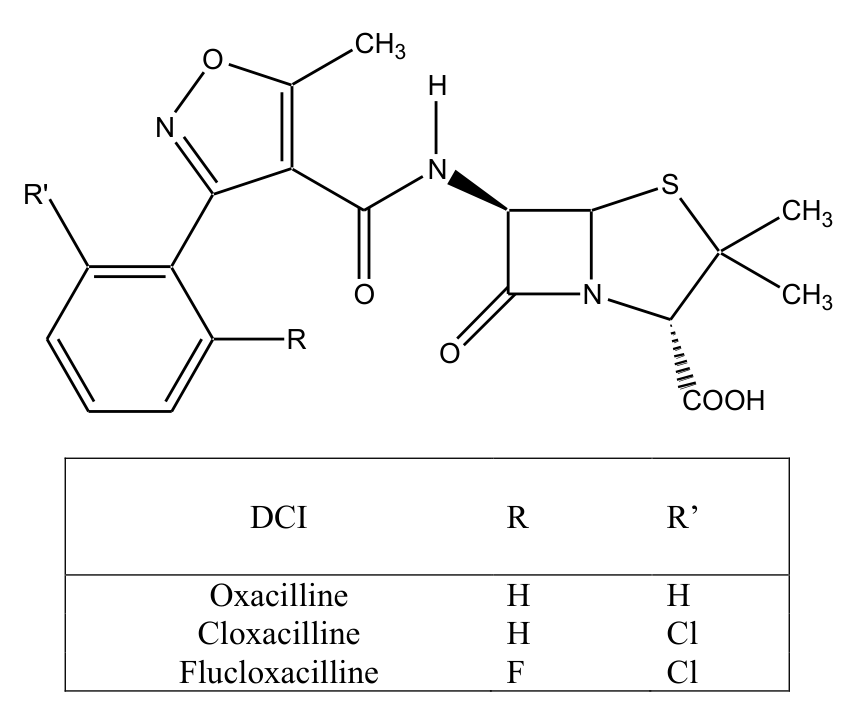 O CH3
H
N
N
R'
S
CH3
O
N
CH3
R
O
COOH
DCI R R’
Oxacilline H H
Cloxacilline H Cl
Flucloxacilline F Cl